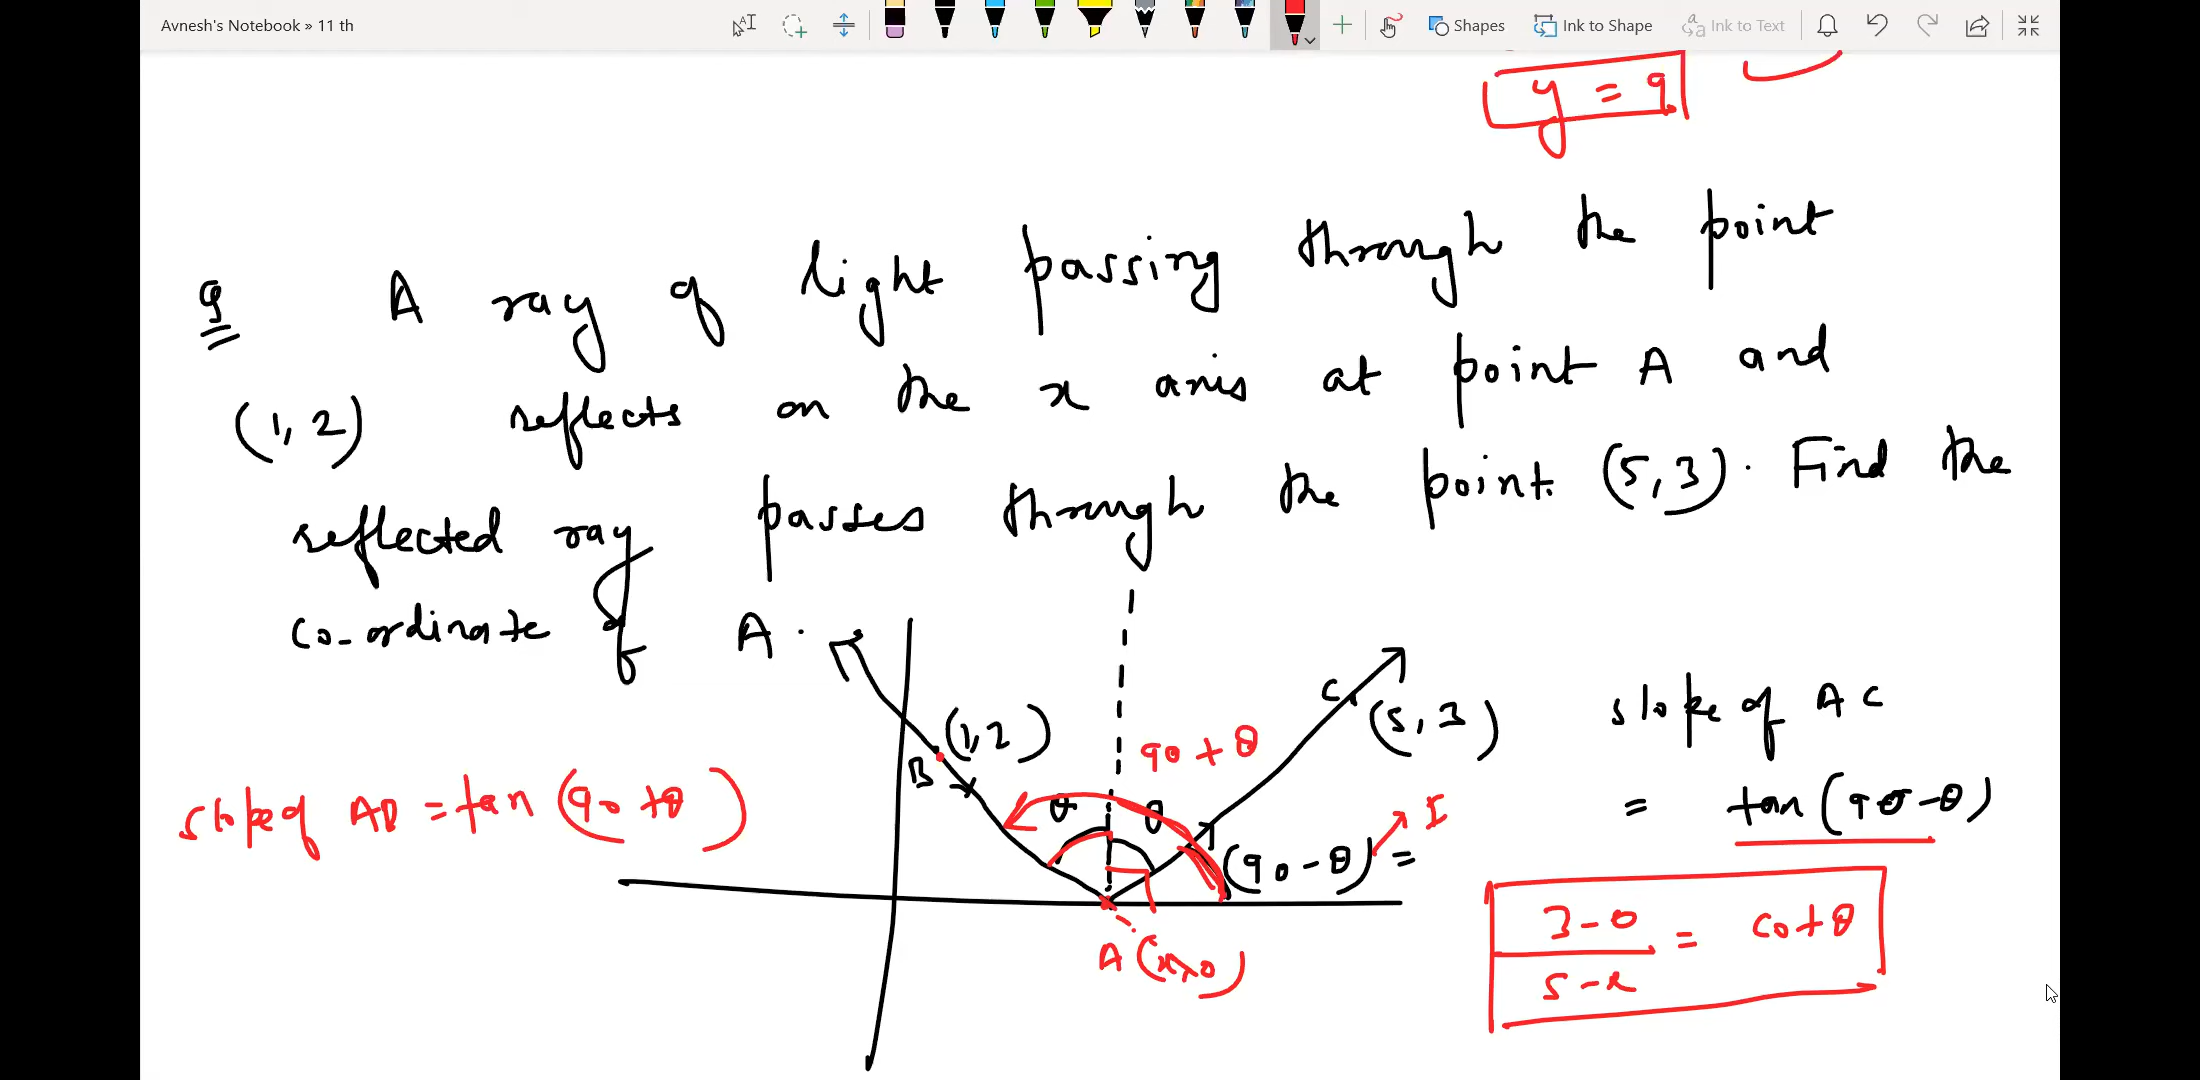 Avnesh's Notebook » 11 th
Shapes
Ink to Shape
Ink to Text
y = 9
Q A ray of light passing through the point
(1, 2) reflects on the x axis at point A and
reflected ray passes through the point (5, 3). Find the
co-ordinate of A.
(1, 2)
B
C
(5, 3)
90 + θ
θ θ
(90 - θ) =
I
A (x, 0)
slope of AB = tan (90 + θ)
slope of AC
= tan (90 - θ)
3 - 0 / 5 - x = cot θ